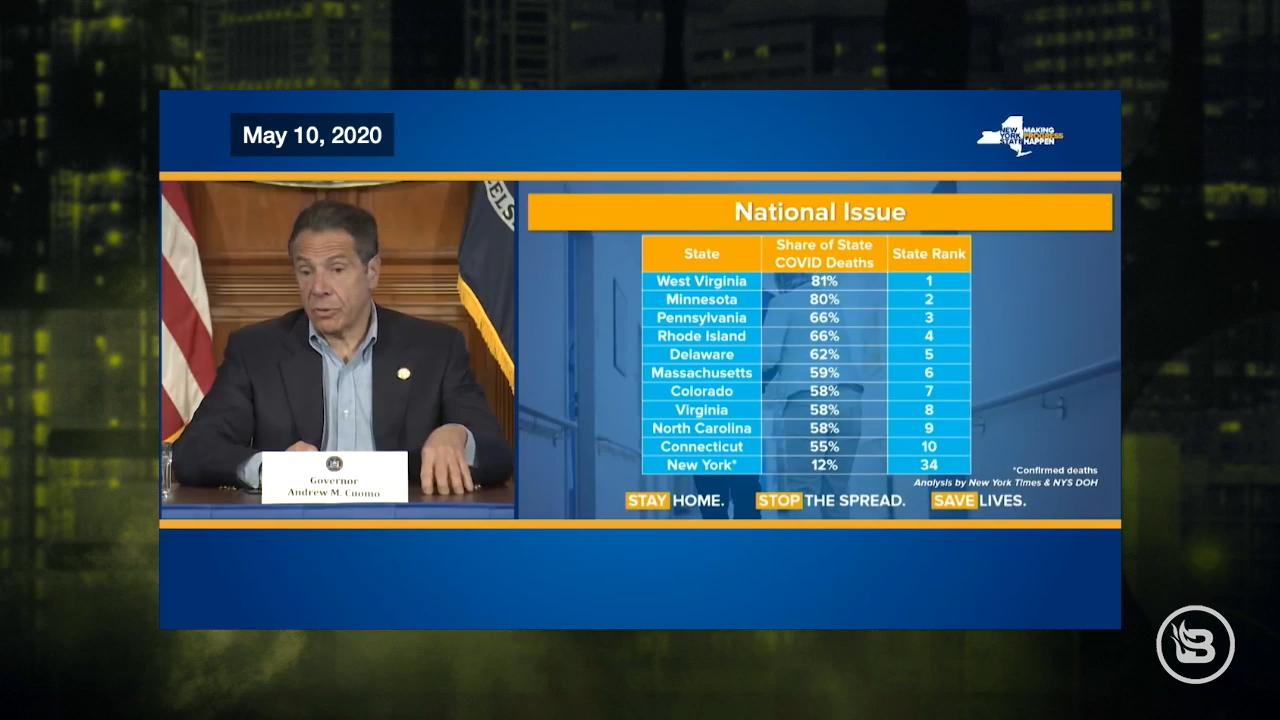 May 10, 2020
NEW YORK STATE
MAKING PROGRESS HAPPEN
ELS
Governor
Andrew M. Cuomo
National Issue
State Share of State COVID Deaths State Rank
West Virginia 81% 1
Minnesota 80% 2
Pennsylvania 66% 3
Rhode Island 66% 4
Delaware 62% 5
Massachusetts 59% 6
Colorado 58% 7
Virginia 58% 8
North Carolina 58% 9
Connecticut 55% 10
New York* 12% 34
*Confirmed deaths
Analysis by New York Times & NYS DOH
STAY HOME. STOP THE SPREAD. SAVE LIVES.
B